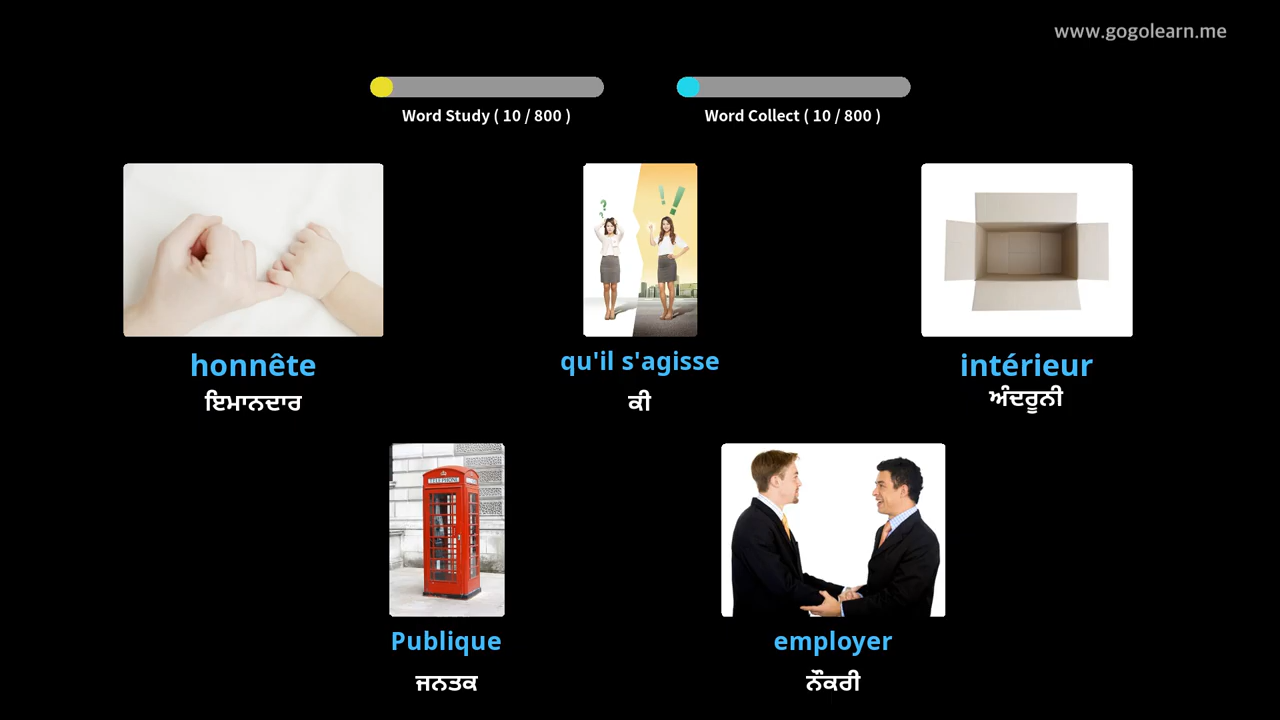 www.gogolearn.me
Word Study ( 10 / 800 )
Word Collect ( 10 / 800 )
honnête
ਇਮਾਨਦਾਰ
qu'il s'agisse
ਕੀ
intérieur
ਅੰਦਰੂਨੀ
TELEPHONE
Publique
ਜਨਤਕ
employer
ਨੌਕਰੀ